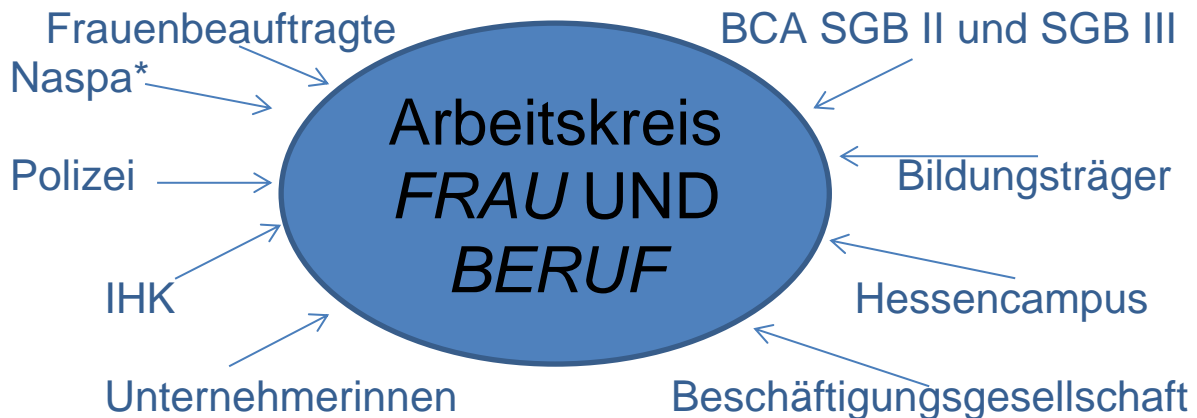 Frauenbeauftragte
BCA SGB II und SGB III
Naspa*
Arbeitskreis
FRAU UND
BERUF
Polizei
Bildungsträger
IHK
Hessencampus
Unternehmerinnen
Beschäftigungsgesellschaft